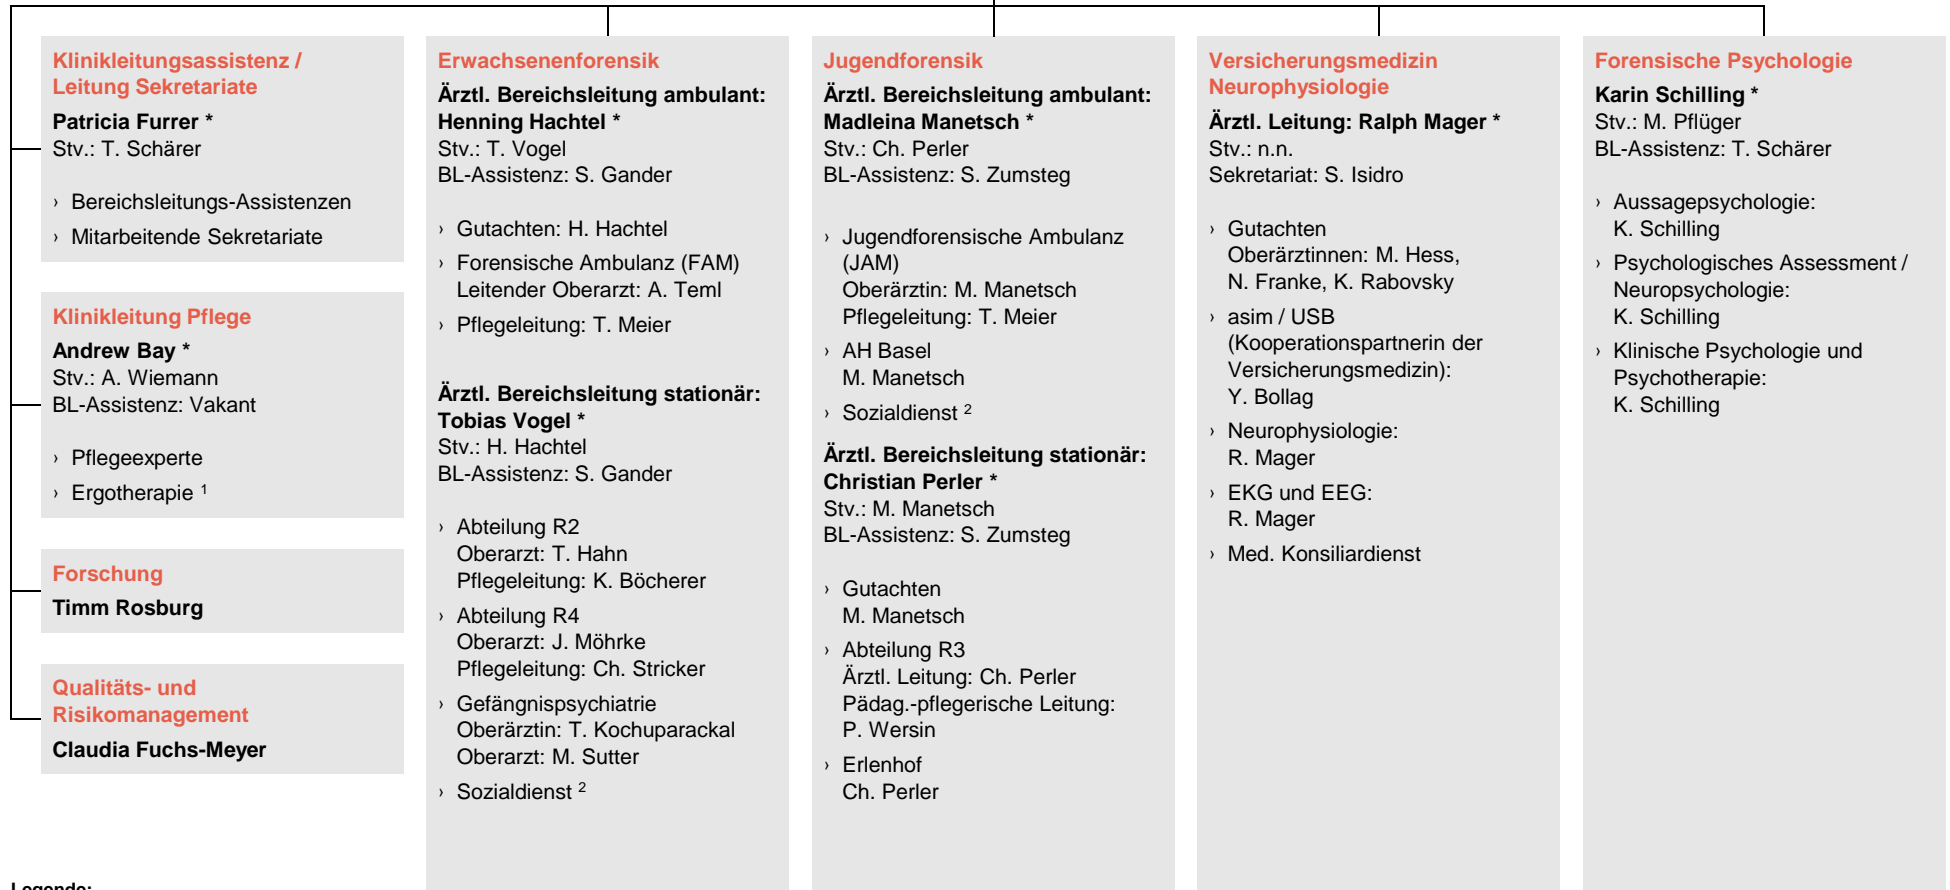 Klinikleitungsassistenz /
Leitung Sekretariate
Patricia Furrer *
Stv.: T. Schärer
› Bereichsleitungs-Assistenzen
› Mitarbeitende Sekretariate
Klinikleitung Pflege
Andrew Bay *
Stv.: A. Wiemann
BL-Assistenz: Vakant
› Pflegeexperte
› Ergotherapie ¹
Forschung
Timm Rosburg
Qualitäts- und
Risikomanagement
Claudia Fuchs-Meyer
Erwachsenenforensik
Ärztl. Bereichsleitung ambulant:
Henning Hachtel *
Stv.: T. Vogel
BL-Assistenz: S. Gander
› Gutachten: H. Hachtel
› Forensische Ambulanz (FAM)
Leitender Oberarzt: A. Teml
› Pflegeleitung: T. Meier
Ärztl. Bereichsleitung stationär:
Tobias Vogel *
Stv.: H. Hachtel
BL-Assistenz: S. Gander
› Abteilung R2
Oberarzt: T. Hahn
Pflegeleitung: K. Böcherer
› Abteilung R4
Oberarzt: J. Möhrke
Pflegeleitung: Ch. Stricker
› Gefängnispsychiatrie
Oberärztin: T. Kochuparackal
Oberarzt: M. Sutter
› Sozialdienst ²
Jugendforensik
Ärztl. Bereichsleitung ambulant:
Madleina Manetsch *
Stv.: Ch. Perler
BL-Assistenz: S. Zumsteg
› Jugendforensische Ambulanz
(JAM)
Oberärztin: M. Manetsch
Pflegeleitung: T. Meier
› AH Basel
M. Manetsch
› Sozialdienst ²
Ärztl. Bereichsleitung stationär:
Christian Perler *
Stv.: M. Manetsch
BL-Assistenz: S. Zumsteg
› Gutachten
M. Manetsch
› Abteilung R3
Ärztl. Leitung: Ch. Perler
Pädag.-pflegerische Leitung:
P. Wersin
› Erlenhof
Ch. Perler
Versicherungsmedizin
Neurophysiologie
Ärztl. Leitung: Ralph Mager *
Stv.: n.n.
Sekretariat: S. Isidro
› Gutachten
Oberärztinnen: M. Hess,
N. Franke, K. Rabovsky
› asim / USB
(Kooperationspartnerin der
Versicherungsmedizin):
Y. Bollag
› Neurophysiologie:
R. Mager
› EKG und EEG:
R. Mager
› Med. Konsiliardienst
Forensische Psychologie
Karin Schilling *
Stv.: M. Pflüger
BL-Assistenz: T. Schärer
› Aussagepsychologie:
K. Schilling
› Psychologisches Assessment /
Neuropsychologie:
K. Schilling
› Klinische Psychologie und
Psychotherapie:
K. Schilling
Legende: